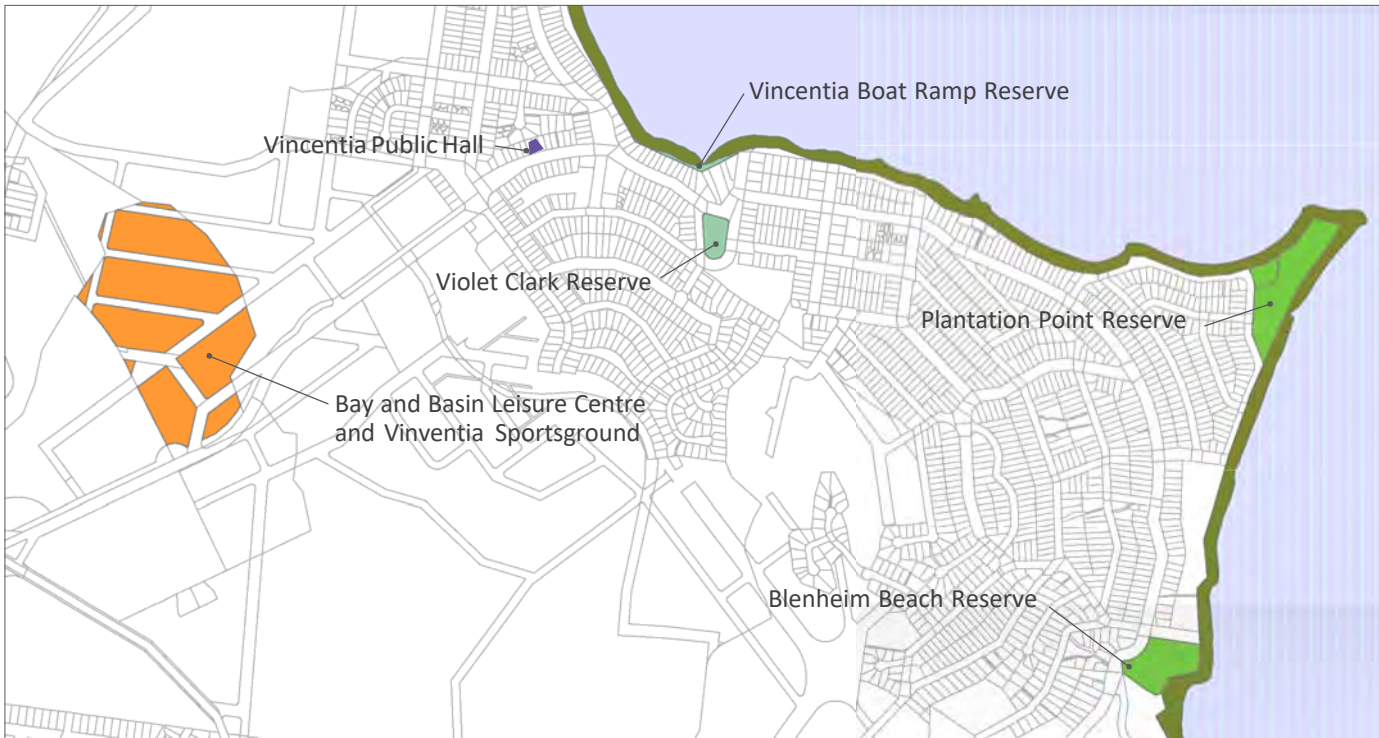 Vincentia Boat Ramp Reserve
Vincentia Public Hall
Violet Clark Reserve
Plantation Point Reserve
Bay and Basin Leisure Centre
and Vinventia Sportsground
Blenheim Beach Reserve